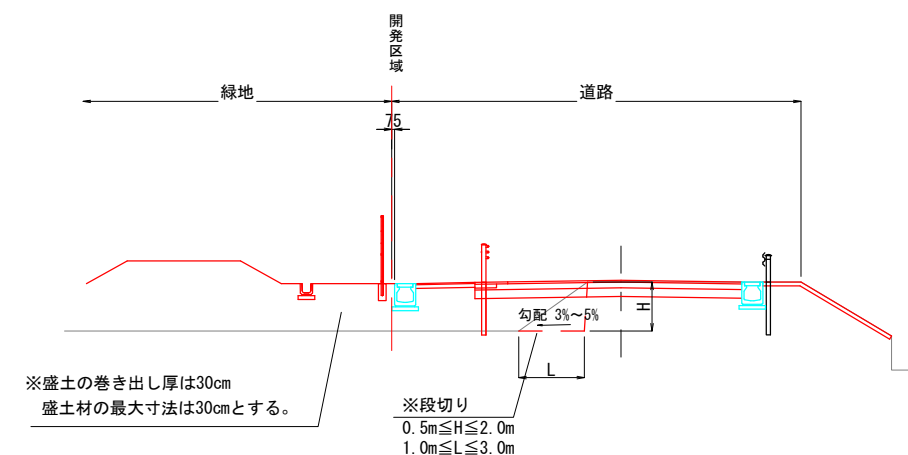 開発区域
緑地
道路
75
勾配 3%～5%
H
L
※盛土の巻き出し厚は30cm
盛土材の最大寸法は30cmとする。
※段切り
0.5m≦H≦2.0m
1.0m≦L≦3.0m